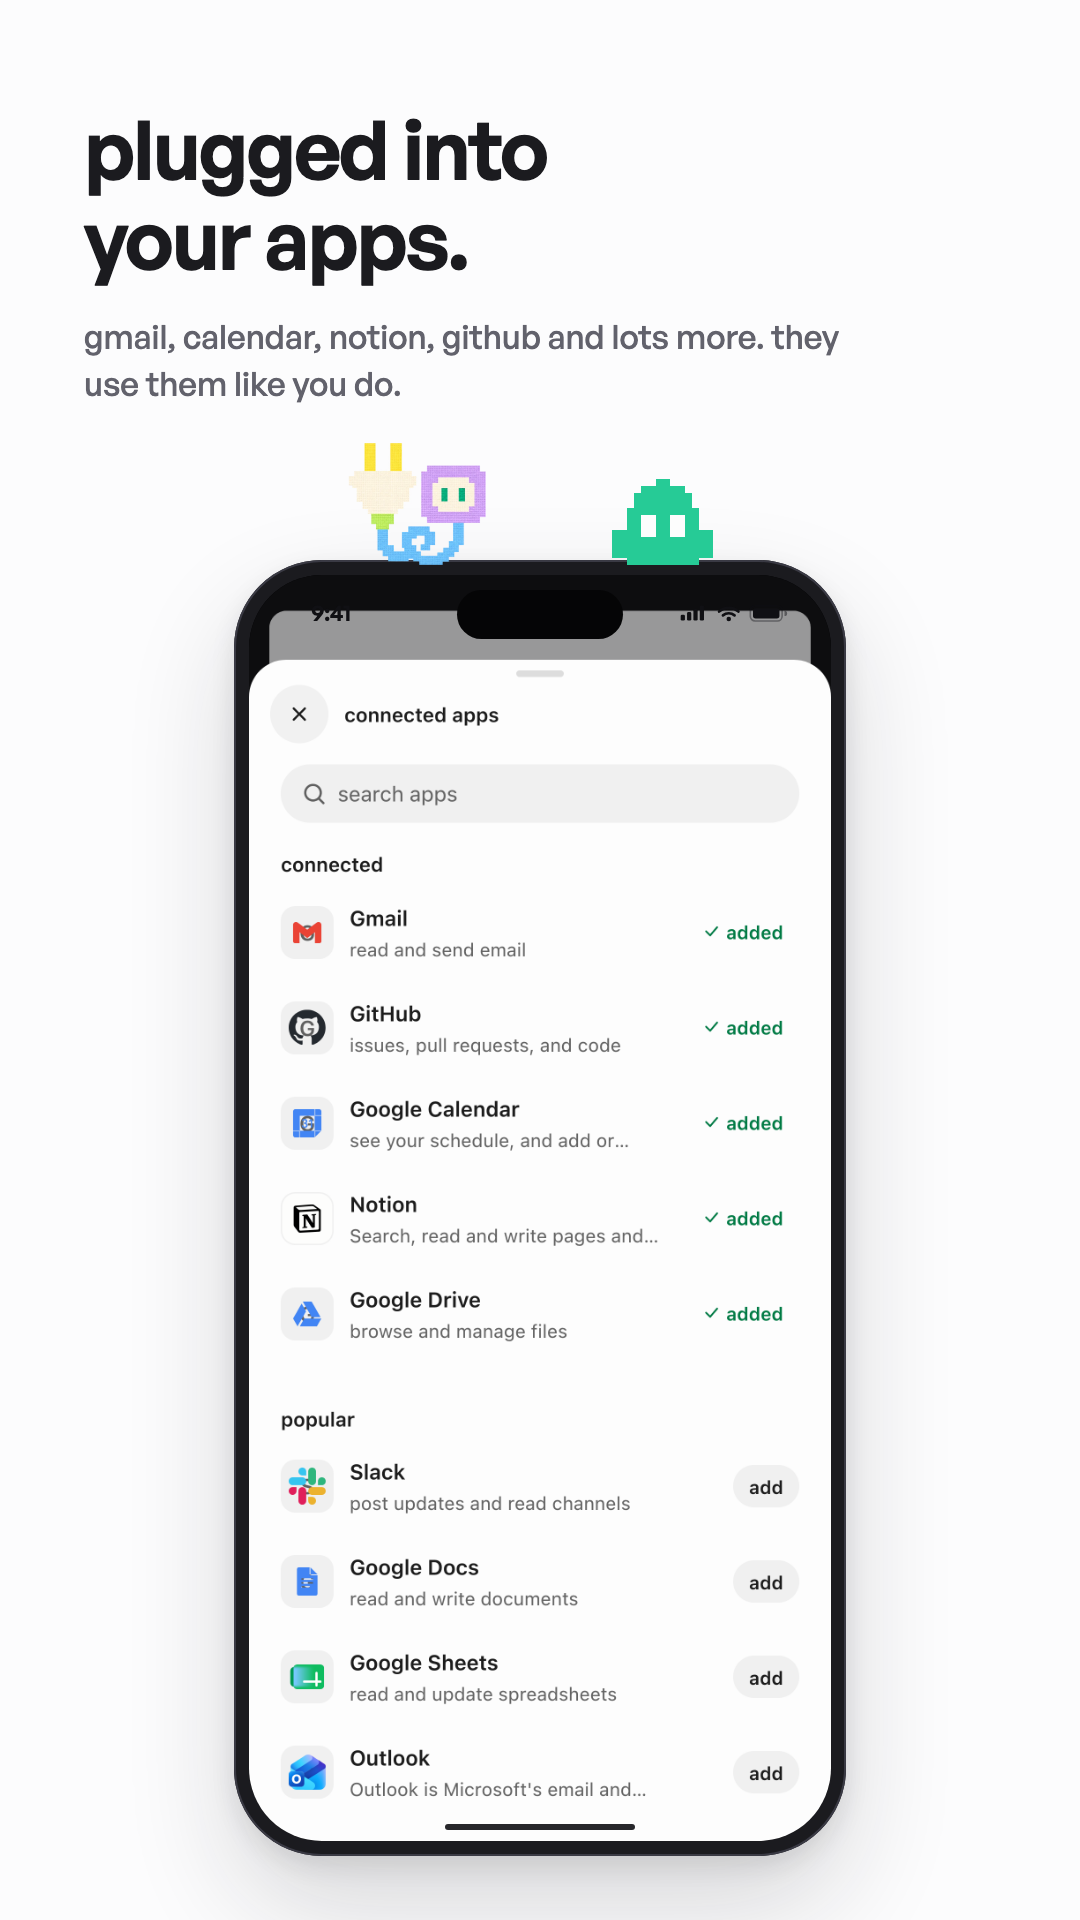 plugged into
your apps.
gmail, calendar, notion, github and lots more. they
use them like you do.
9:41
connected apps
search apps
connected
Gmail
read and send email
added
GitHub
issues, pull requests, and code
added
Google Calendar
see your schedule, and add or...
added
Notion
Search, read and write pages and...
added
Google Drive
browse and manage files
added
popular
Slack
post updates and read channels
add
Google Docs
read and write documents
add
Google Sheets
read and update spreadsheets
add
Outlook
Outlook is Microsoft's email and...
add